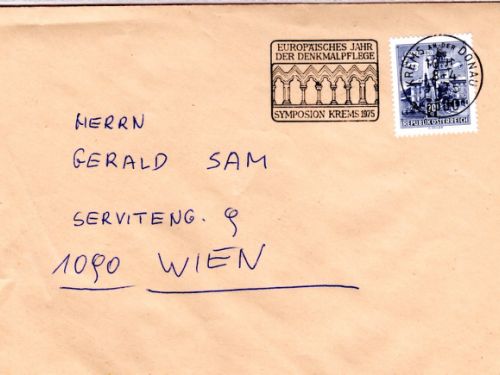 EUROPÄISCHES JAHR
DER DENKMALPFLEGE
SYMPOSION KREMS 1975
KREMS AN DER DONAU
REPUBLIK ÖSTERREICH
HERRN
GERALD SAM
SERVITENG. 9
1090 WIEN